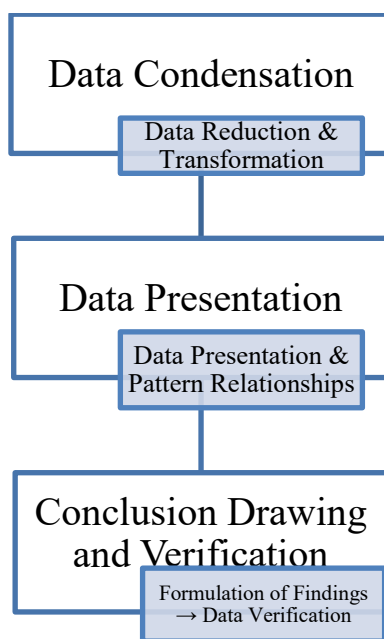 Data Condensation
Data Reduction &
Transformation
Data Presentation
Data Presentation &
Pattern Relationships
Conclusion Drawing
and Verification
Formulation of Findings
→ Data Verification